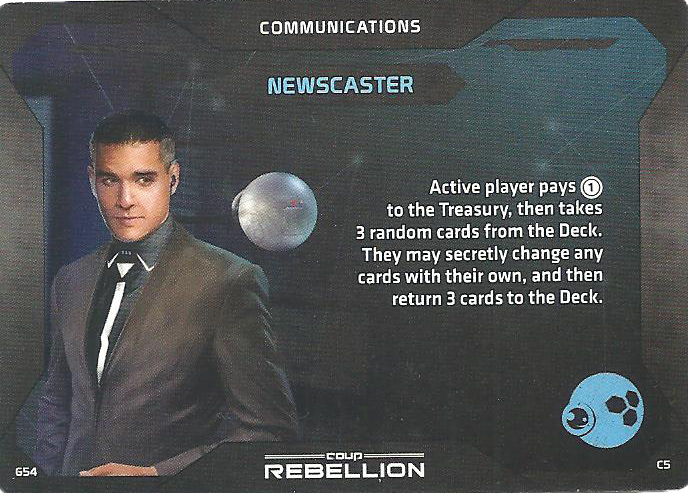 COMMUNICATIONS
NEWSCASTER
Active player pays 1
to the Treasury, then takes
3 random cards from the Deck.
They may secretly change any
cards with their own, and then
return 3 cards to the Deck.
G54
COUP
REBELLION
C5